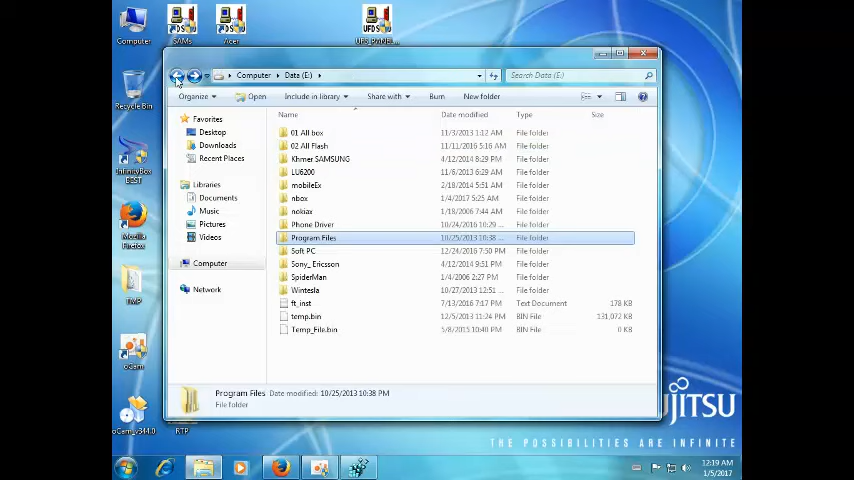 Computer
SAMs
Acer
UFS-PANEL...
Recycle Bin
InfinityBox
BEST
Mozilla
Firefox
TMP
oCam
oCam_v344.0
RTP
Computer
Data (E:)
Search Data (E:)
Organize
Open
Include in library
Share with
Burn
New folder
Favorites
Desktop
Downloads
Recent Places
Libraries
Documents
Music
Pictures
Videos
Computer
Network
Name Date modified Type Size
01 All box 11/3/2013 1:12 AM File folder
02 All Flash 11/11/2016 5:16 AM File folder
Khmer SAMSUNG 4/12/2014 8:29 PM File folder
LU6200 11/6/2013 6:29 AM File folder
mobileEx 2/18/2014 5:51 AM File folder
nbox 1/4/2017 5:25 AM File folder
nokiax 1/18/2006 7:44 AM File folder
Phone Driver 10/24/2016 10:29 ... File folder
Program Files 10/25/2013 10:38 ... File folder
Soft PC 12/24/2016 7:50 PM File folder
Sony_ Ericsson 4/12/2014 9:51 PM File folder
SpiderMan 1/4/2006 2:27 PM File folder
Wintesla 10/27/2013 12:51 ... File folder
ft_inst 7/13/2016 7:17 PM Text Document 178 KB
temp.bin 12/5/2013 11:24 PM BIN File 131,072 KB
Temp_File.bin 5/8/2015 10:40 PM BIN File 0 KB
Program Files Date modified: 10/25/2013 10:38 PM
File folder
UJITSU
THE POSSIBILITIES ARE INFINITE
12:19 AM
1/5/2017